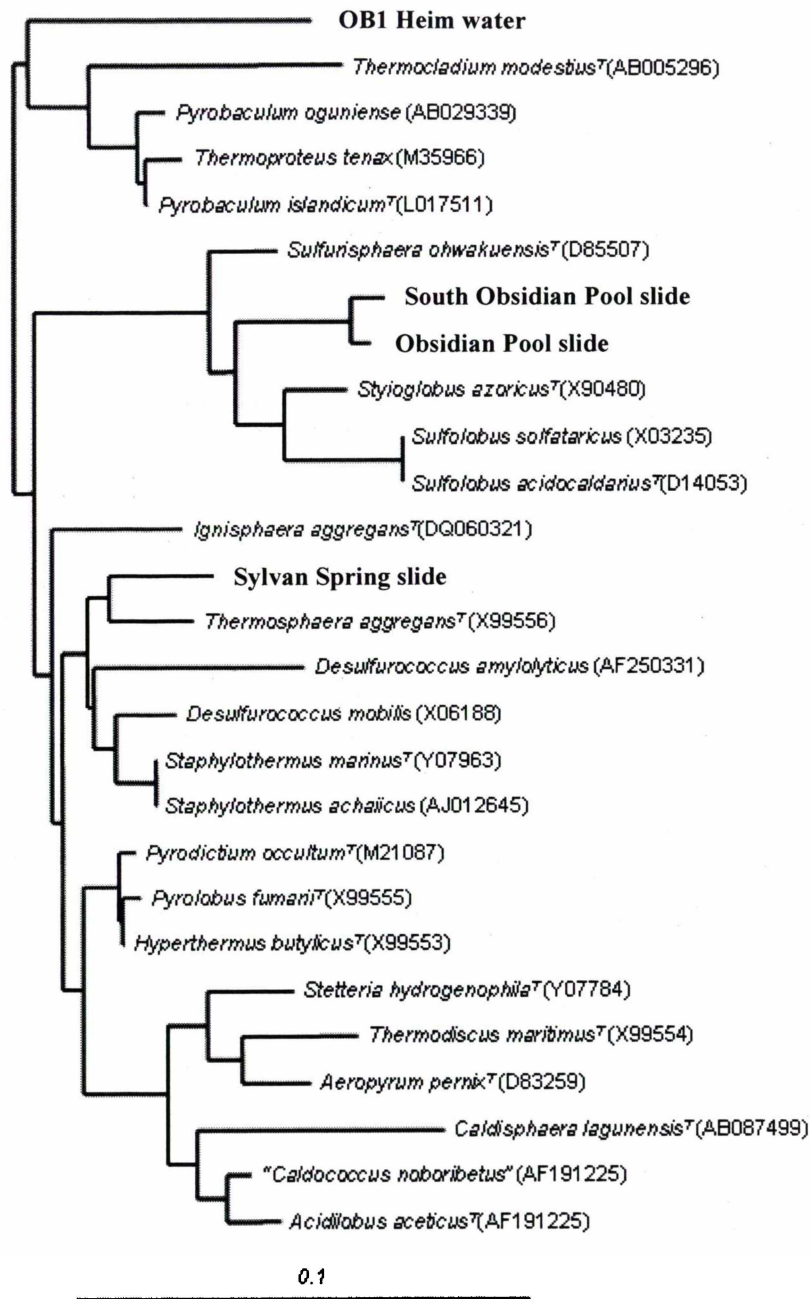 OB1 Heim water
Thermocladium modestiusᵀ(AB005296)
Pyrobaculum oguniense (AB029339)
Thermoproteus tenax (M35966)
Pyrobaculum islandicumᵀ(L017511)
Sulfurisphaera ohwakuensisᵀ(D85507)
South Obsidian Pool slide
Obsidian Pool slide
Styloglobus azoricusᵀ(X90480)
Sulfolobus solfataricus (X03235)
Sulfolobus acidocaldariusᵀ(D14053)
Ignisphaera aggregansᵀ(DQ060321)
Sylvan Spring slide
Thermosphaera aggregansᵀ(X99556)
Desulfurococcus amylolyticus (AF250331)
Desulfurococcus mobilis (X06188)
Staphylothermus marinusᵀ(Y07963)
Staphylothermus achaiicus (AJ012645)
Pyrodictium occultumᵀ(M21087)
Pyrolobus fumariiᵀ(X99555)
Hyperthermus butylicusᵀ(X99553)
Stetteria hydrogenophilaᵀ(Y07784)
Thermodiscus maritimusᵀ(X99554)
Aeropyrum pernixᵀ(D83259)
Caldisphaera lagunensisᵀ(AB087499)
"Caldococcus noboribetus" (AF191225)
Acidilobus aceticusᵀ(AF191225)
0.1